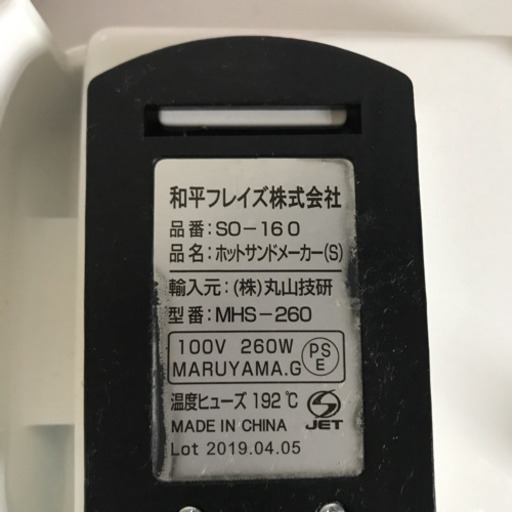 和平フレイズ株式会社
品番：SO-160
品名：ホットサンドメーカー(S)
輸入元：(株)丸山技研
型番：MHS-260
100V 260W
MARUYAMA.G
PS
E
温度ヒューズ 192℃
MADE IN CHINA
JET
Lot 2019.04.05